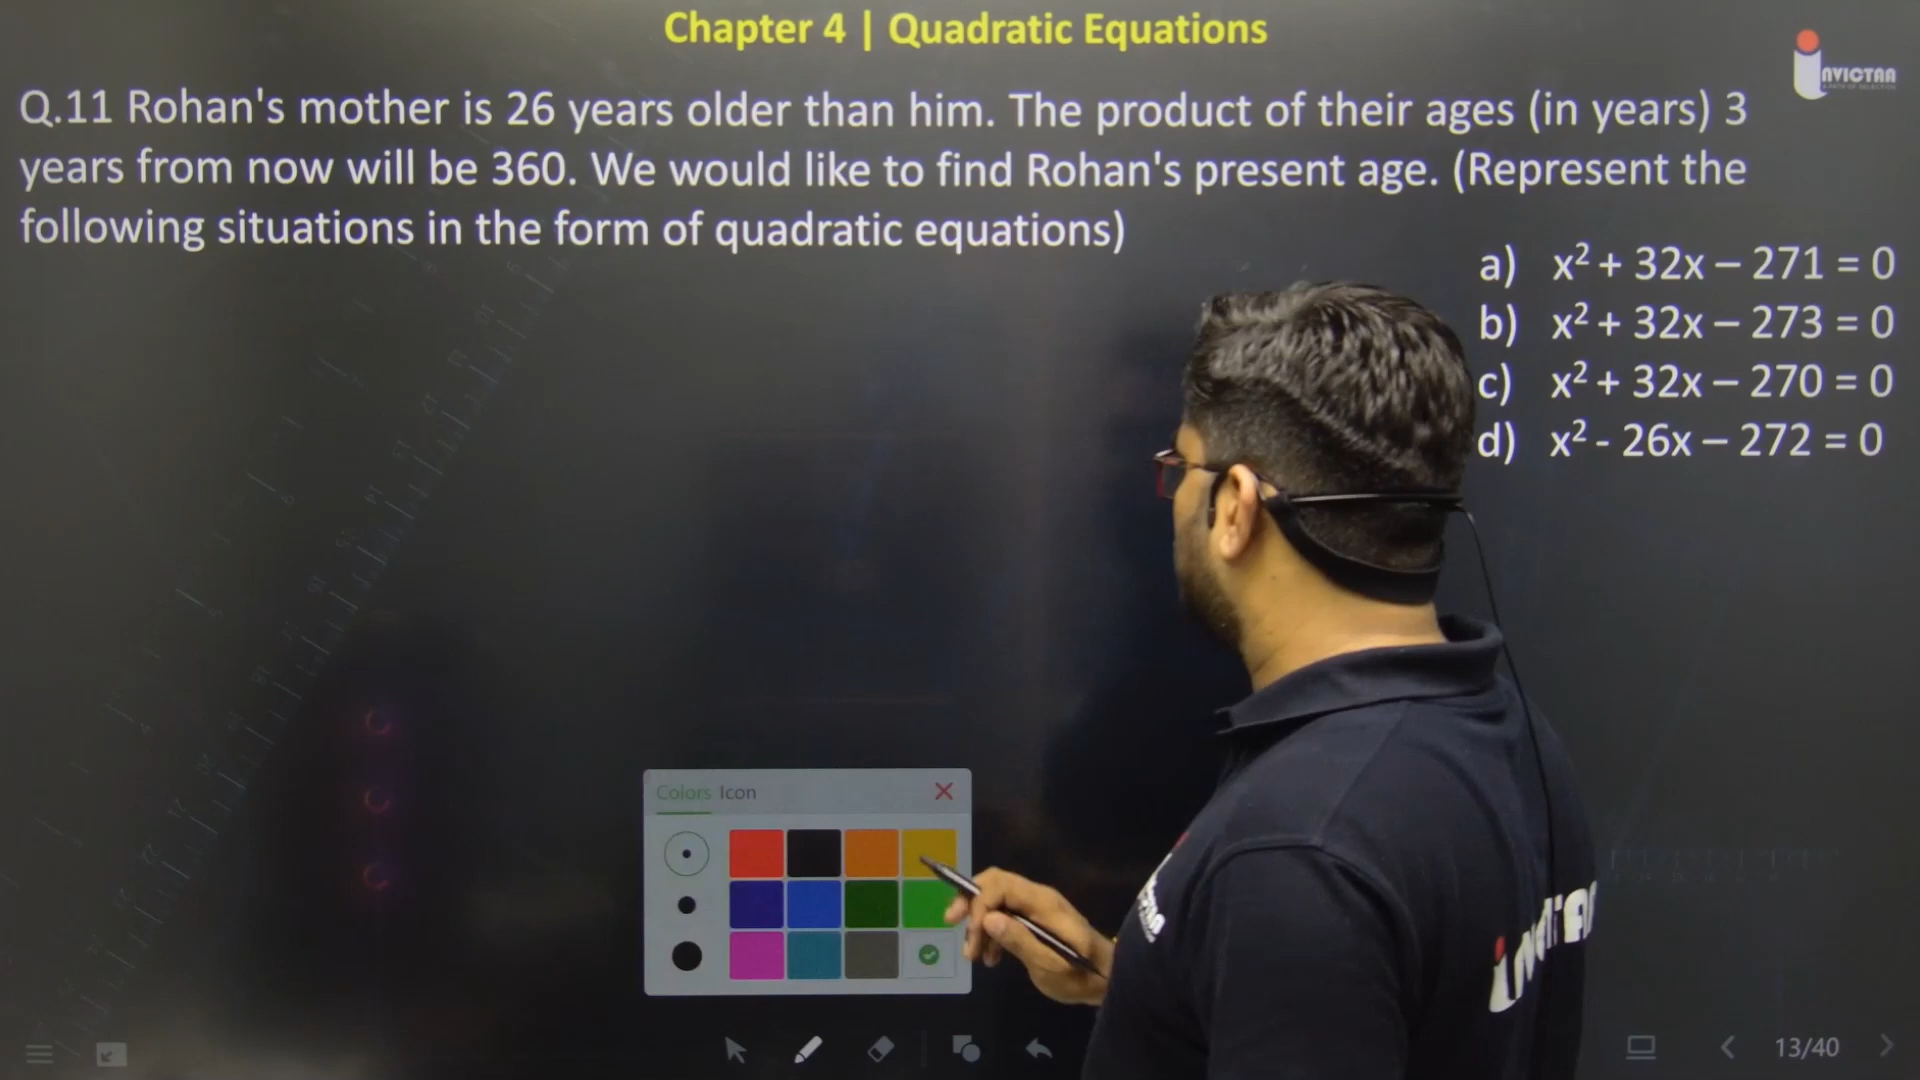 Chapter 4 | Quadratic Equations
NVICTAN
Q.11 Rohan's mother is 26 years older than him. The product of their ages (in years) 3
years from now will be 360. We would like to find Rohan's present age. (Represent the
following situations in the form of quadratic equations)
a) x² + 32x – 271 = 0
b) x² + 32x – 273 = 0
c) x² + 32x – 270 = 0
d) x² - 26x – 272 = 0
Colors Icon
13/40